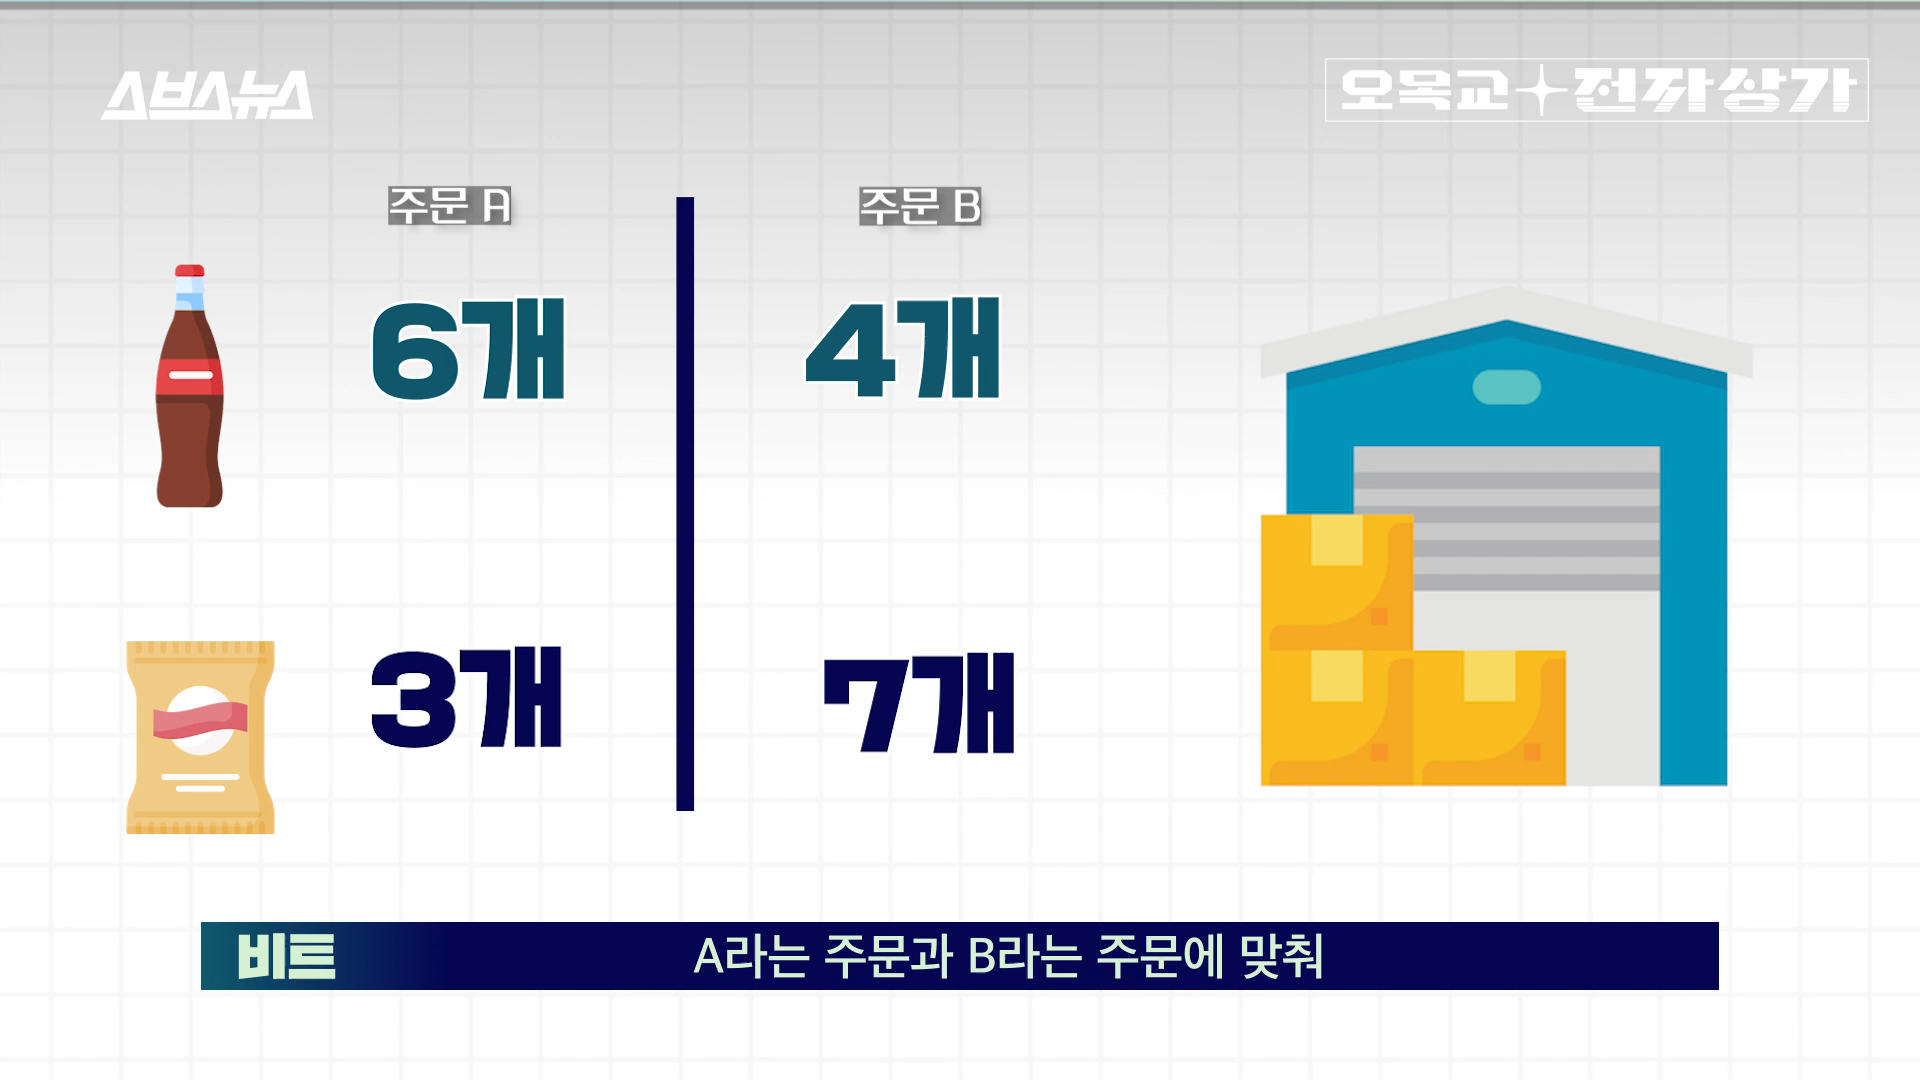 스브스뉴스
오목교 전자상가
주문 A
주문 B
6개
4개
3개
7개
비트
A라는 주문과 B라는 주문에 맞춰